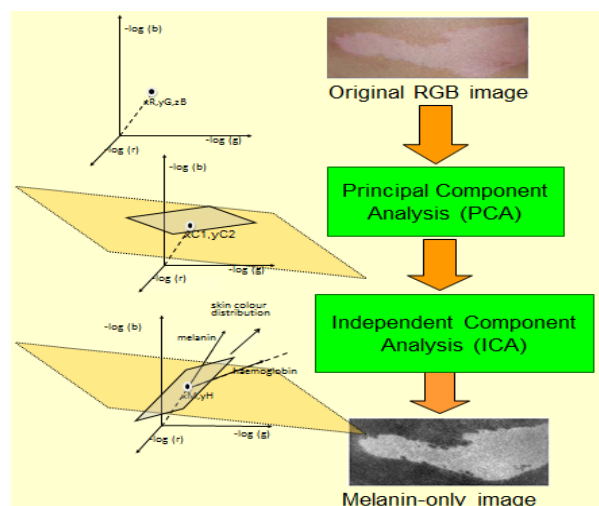 -log (b)
xR,yG,zB
-log (r)
-log (g)
-log (b)
xC1,yC2
-log (r)
-log (g)
skin colour
distribution
-log (b)
melanin
haemoglobin
xM,yH
-log (r)
-log (g)
Original RGB image
Principal Component
Analysis (PCA)
Independent Component
Analysis (ICA)
Melanin-only image